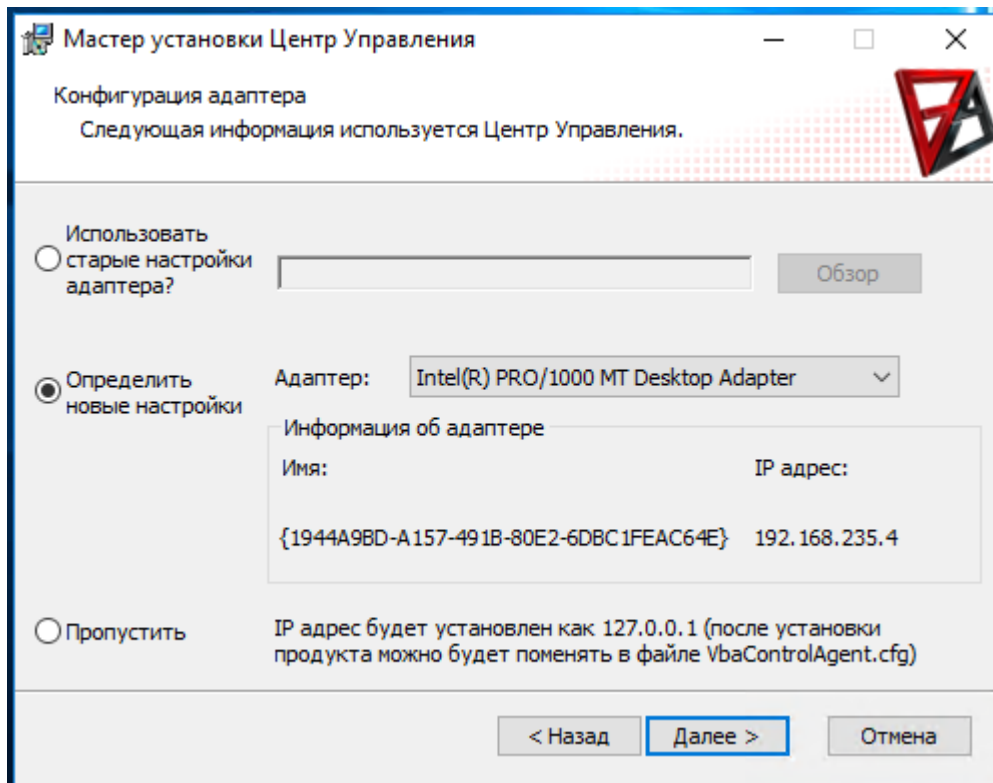 Мастер установки Центр Управления
Конфигурация адаптера
Следующая информация используется Центр Управления.
Использовать
старые настройки
адаптера?
Обзор
Определить
новые настройки
Адаптер:
Intel(R) PRO/1000 MT Desktop Adapter
Информация об адаптере
Имя:
IP адрес:
{1944A9BD-A157-491B-80E2-6DBC1FEAC64E}
192.168.235.4
Пропустить
IP адрес будет установлен как 127.0.0.1 (после установки
продукта можно будет поменять в файле VbaControlAgent.cfg)
< Назад
Далее >
Отмена